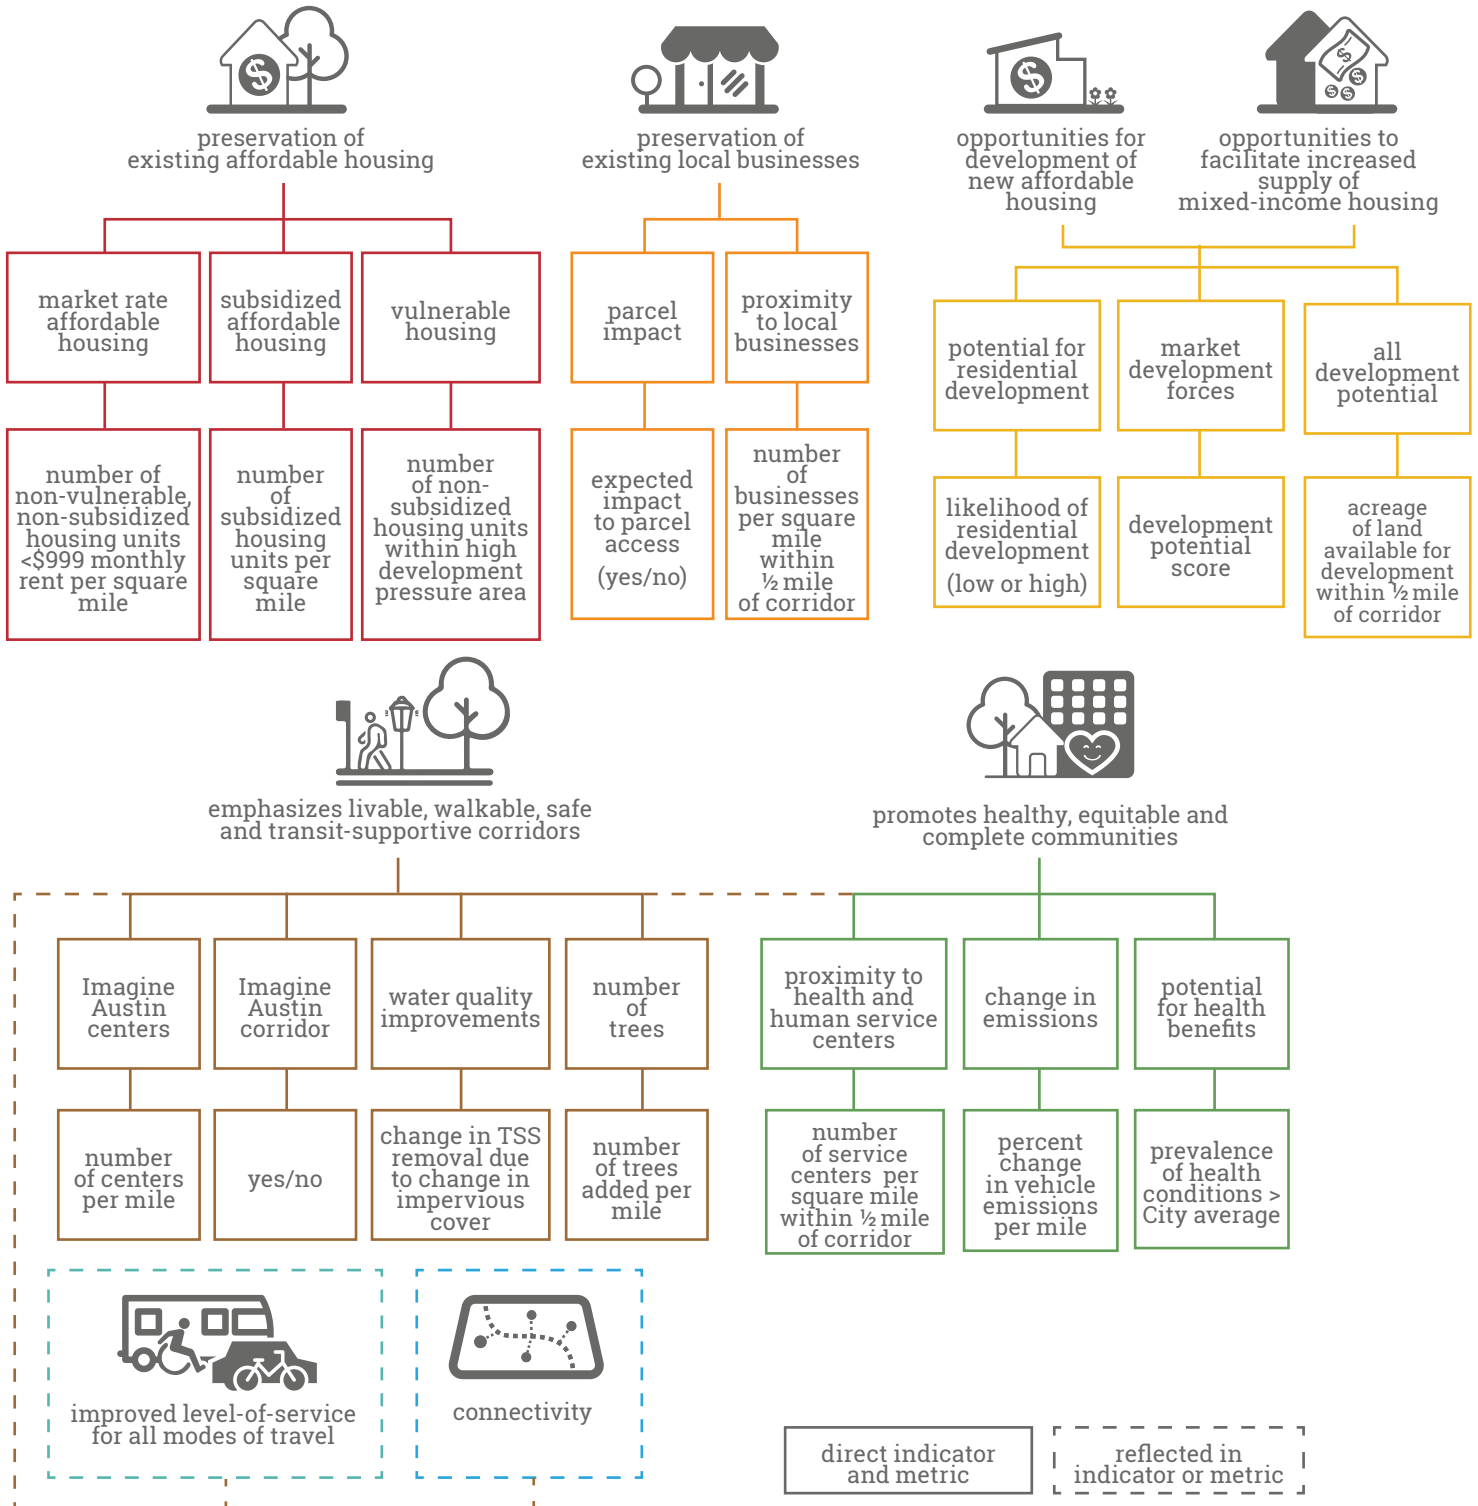 preservation of
existing affordable housing
preservation of
existing local businesses
opportunities for
development of
new affordable
housing
opportunities to
facilitate increased
supply of
mixed-income housing
market rate
affordable
housing
subsidized
affordable
housing
vulnerable
housing
parcel
impact
proximity
to local
businesses
potential for
residential
development
market
development
forces
all
development
potential
number of
non-vulnerable,
non-subsidized
housing units
<$999 monthly
rent per square
mile
number
of
subsidized
housing
units per
square
mile
number
of non-
subsidized
housing units
within high
development
pressure area
expected
impact
to parcel
access
(yes/no)
number
of
businesses
per square
mile
within
½ mile
of corridor
likelihood of
residential
development
(low or high)
development
potential
score
acreage
of land
available for
development
within ½ mile
of corridor
emphasizes livable, walkable, safe
and transit-supportive corridors
promotes healthy, equitable and
complete communities
Imagine
Austin
centers
Imagine
Austin
corridor
water quality
improvements
number
of
trees
proximity to
health and
human service
centers
change in
emissions
potential
for health
benefits
number
of centers
per mile
yes/no
change in TSS
removal due
to change in
impervious
cover
number
of trees
added per
mile
number
of service
centers per
square mile
within ½ mile
of corridor
percent
change
in vehicle
emissions
per mile
prevalence
of health
conditions >
City average
improved level-of-service
for all modes of travel
connectivity
direct indicator
and metric
reflected in
indicator or metric